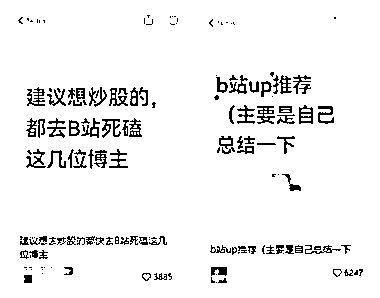 建议想炒股的，
都去B站死磕
这几位博主
建议想去炒股的都快去B站死磕这几
位博主
3885
b站up推荐
（主要是自己
总结一下
b站up推荐（主要是自己总结一下
6247